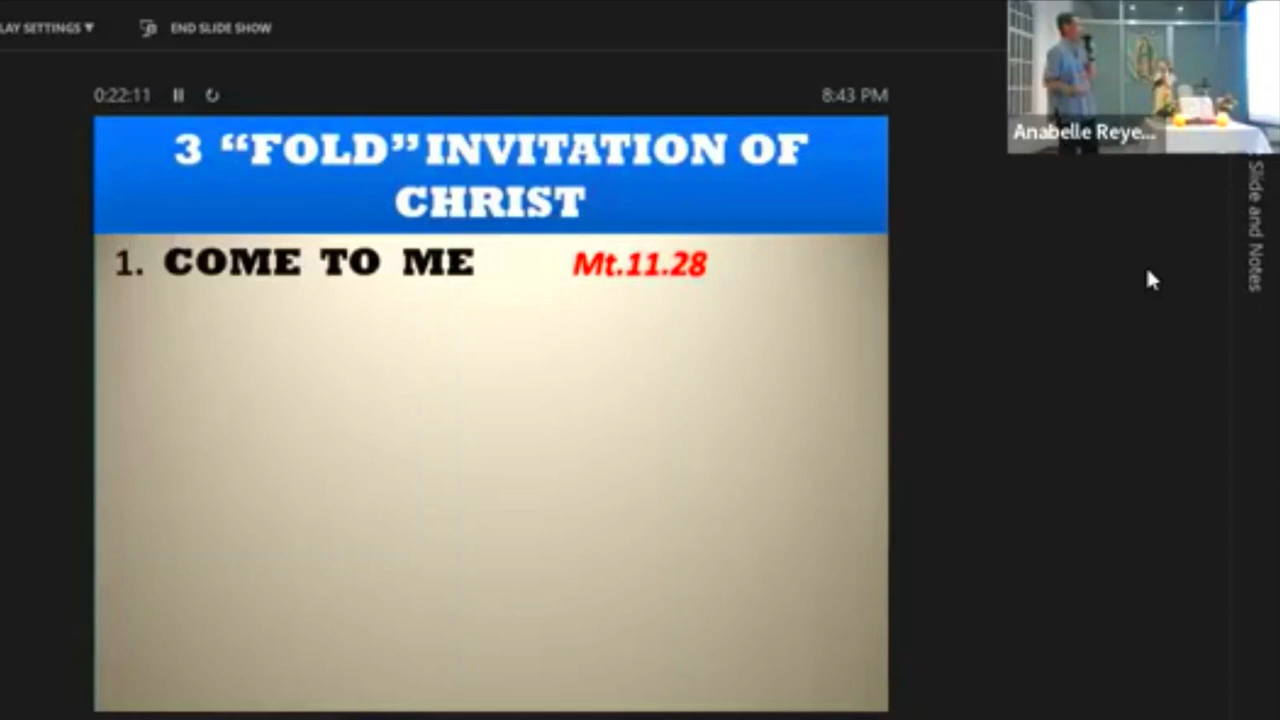 LAY SETTINGS ▼ END SLIDE SHOW
Anabelle Reye...
0:22:11 8:43 PM
Slide and Notes
3 “FOLD” INVITATION OF
CHRIST
1. COME TO ME Mt.11.28